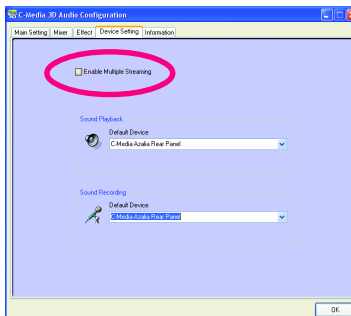 C-Media 3D Audio Configuration
Main Setting Mixer Effect Device Setting Information
Enable Multiple Streaming
Sound Playback
Default Device
C-Media Azalia Rear Panel
Sound Recording
Default Device
C-Media Azalia Rear Panel
OK